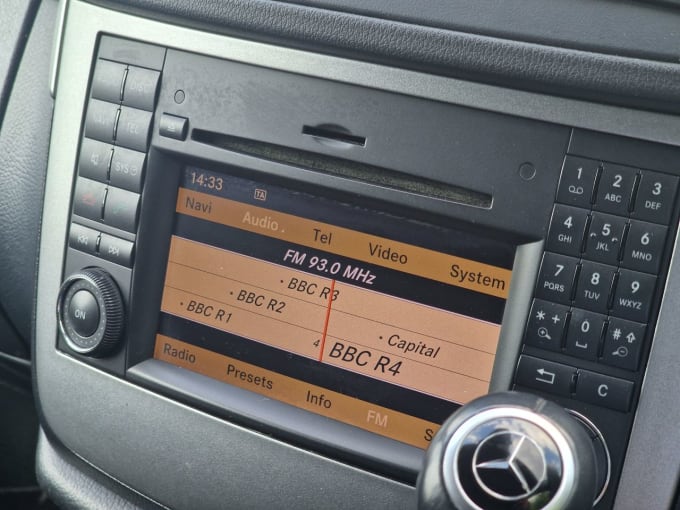 14:33
TA
Navi Audio Tel Video System
FM 93.0 MHz
BBC R3
BBC R2
BBC R1
Capital
4 BBC R4
Radio Presets Info FM S
TEL
SYS
ON
1 2 ABC 3 DEF
4 GHI 5 JKL 6 MNO
7 PQRS 8 TUV 9 WXYZ
* + 0 # ⇧
C